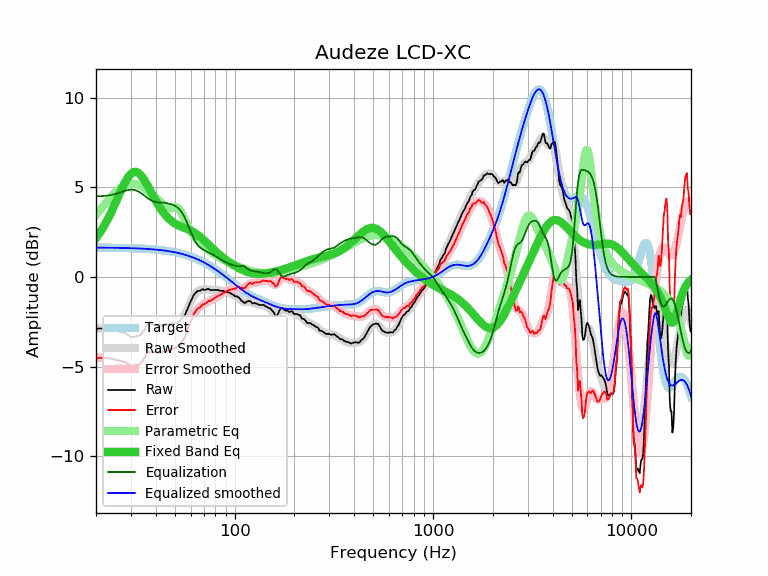 Audeze LCD-XC
Amplitude (dBr)
10
5
0
−5
−10
Target
Raw Smoothed
Error Smoothed
Raw
Error
Parametric Eq
Fixed Band Eq
Equalization
Equalized smoothed
100
1000
10000
Frequency (Hz)